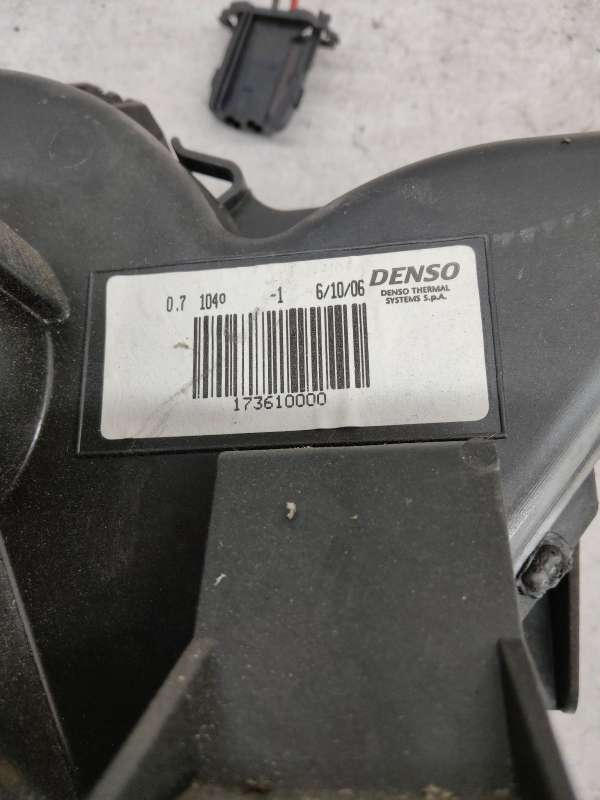 0.7 104º -1 6/10/06
DENSO
DENSO THERMAL
SYSTEMS S.p.A.
173610000